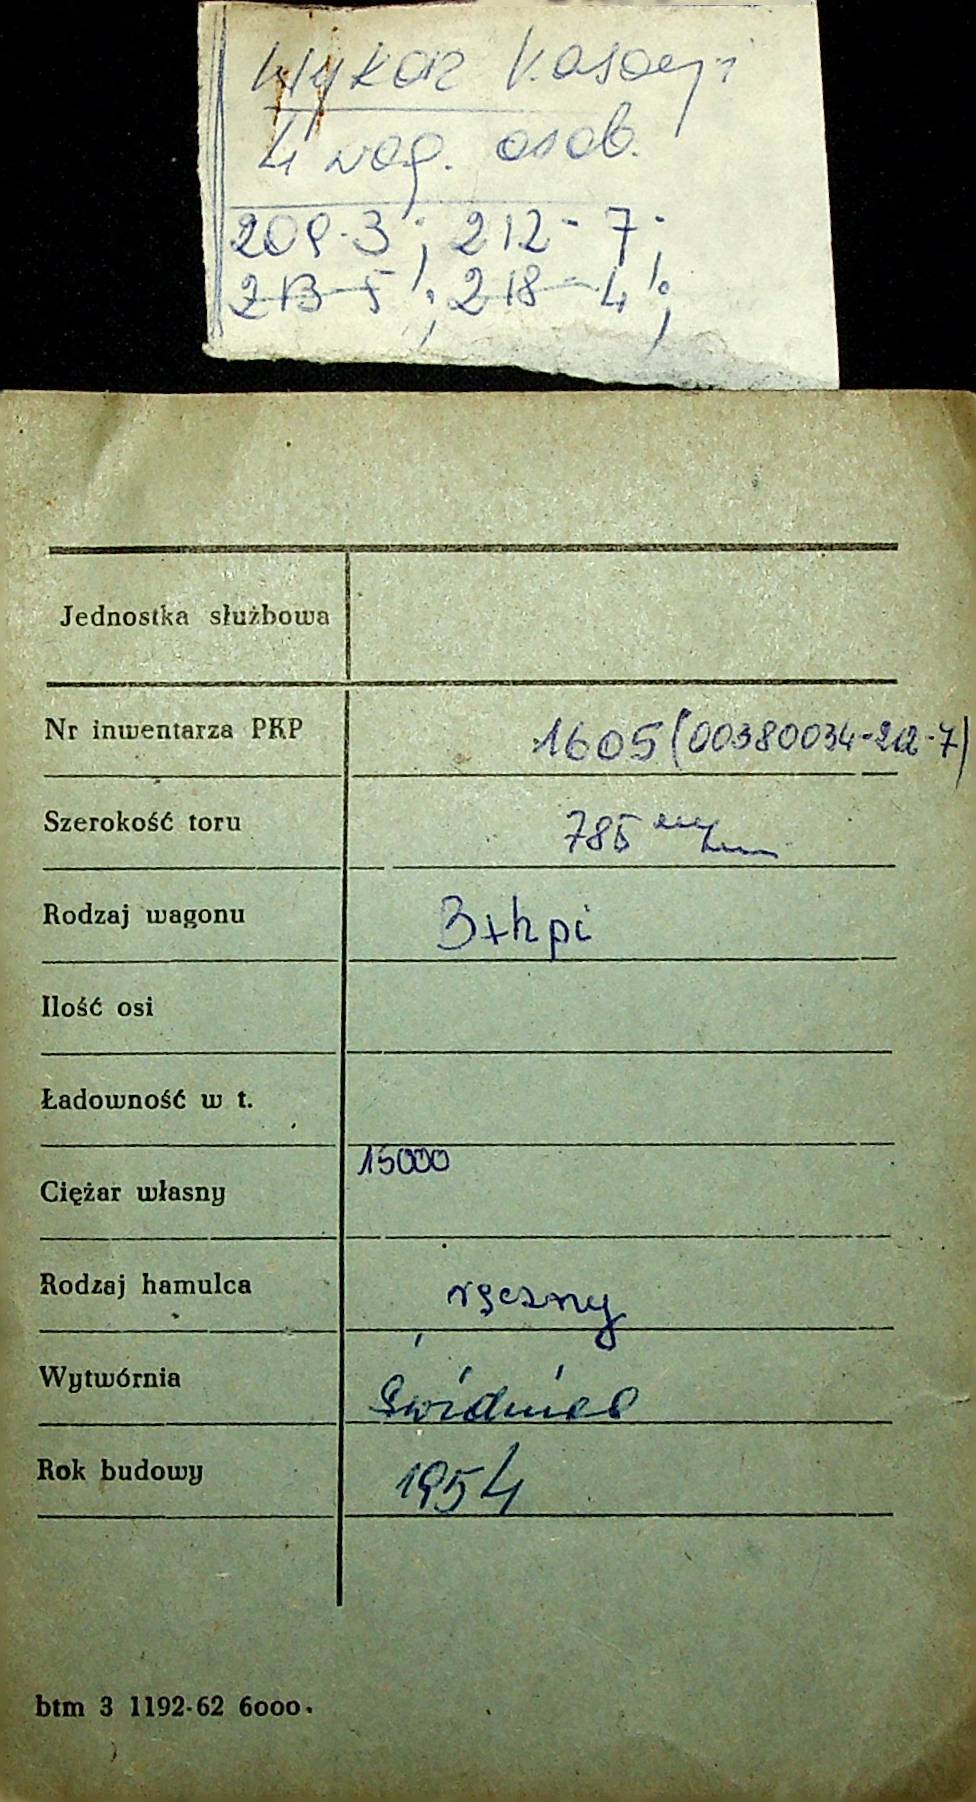 Wykaz kasacji
4 wag. osob.
209-3; 212-7;
213-5; 218-4;
Jednostka służbowa
Nr inwentarza PKP 1605 (00380034-212-7)
Szerokość toru 785 m/m
Rodzaj wagonu Bxhpi
Ilość osi
Ładowność w t.
Ciężar własny 15000
Rodzaj hamulca ręczny
Wytwórnia Świdnica
Rok budowy 1954
btm 3 1192-62 6000.